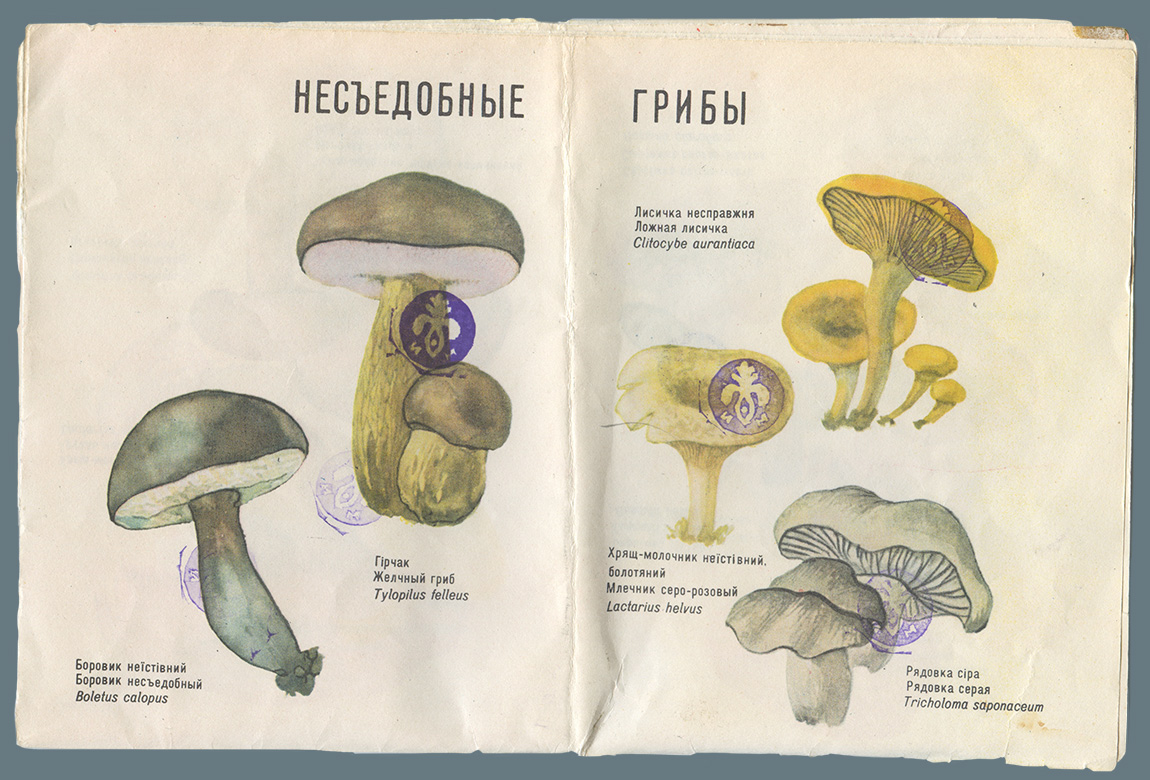 НЕСЪЕДОБНЫЕ ГРИБЫ
Гірчак
Желчный гриб
Tylopilus felleus
Боровик неїстівний
Боровик несъедобный
Boletus calopus
Лисичка несправжня
Ложная лисичка
Clitocybe aurantiaca
Хрящ-молочник неїстівний,
болотяний
Млечник серо-розовый
Lactarius helvus
Рядовка сіра
Рядовка серая
Tricholoma saponaceum